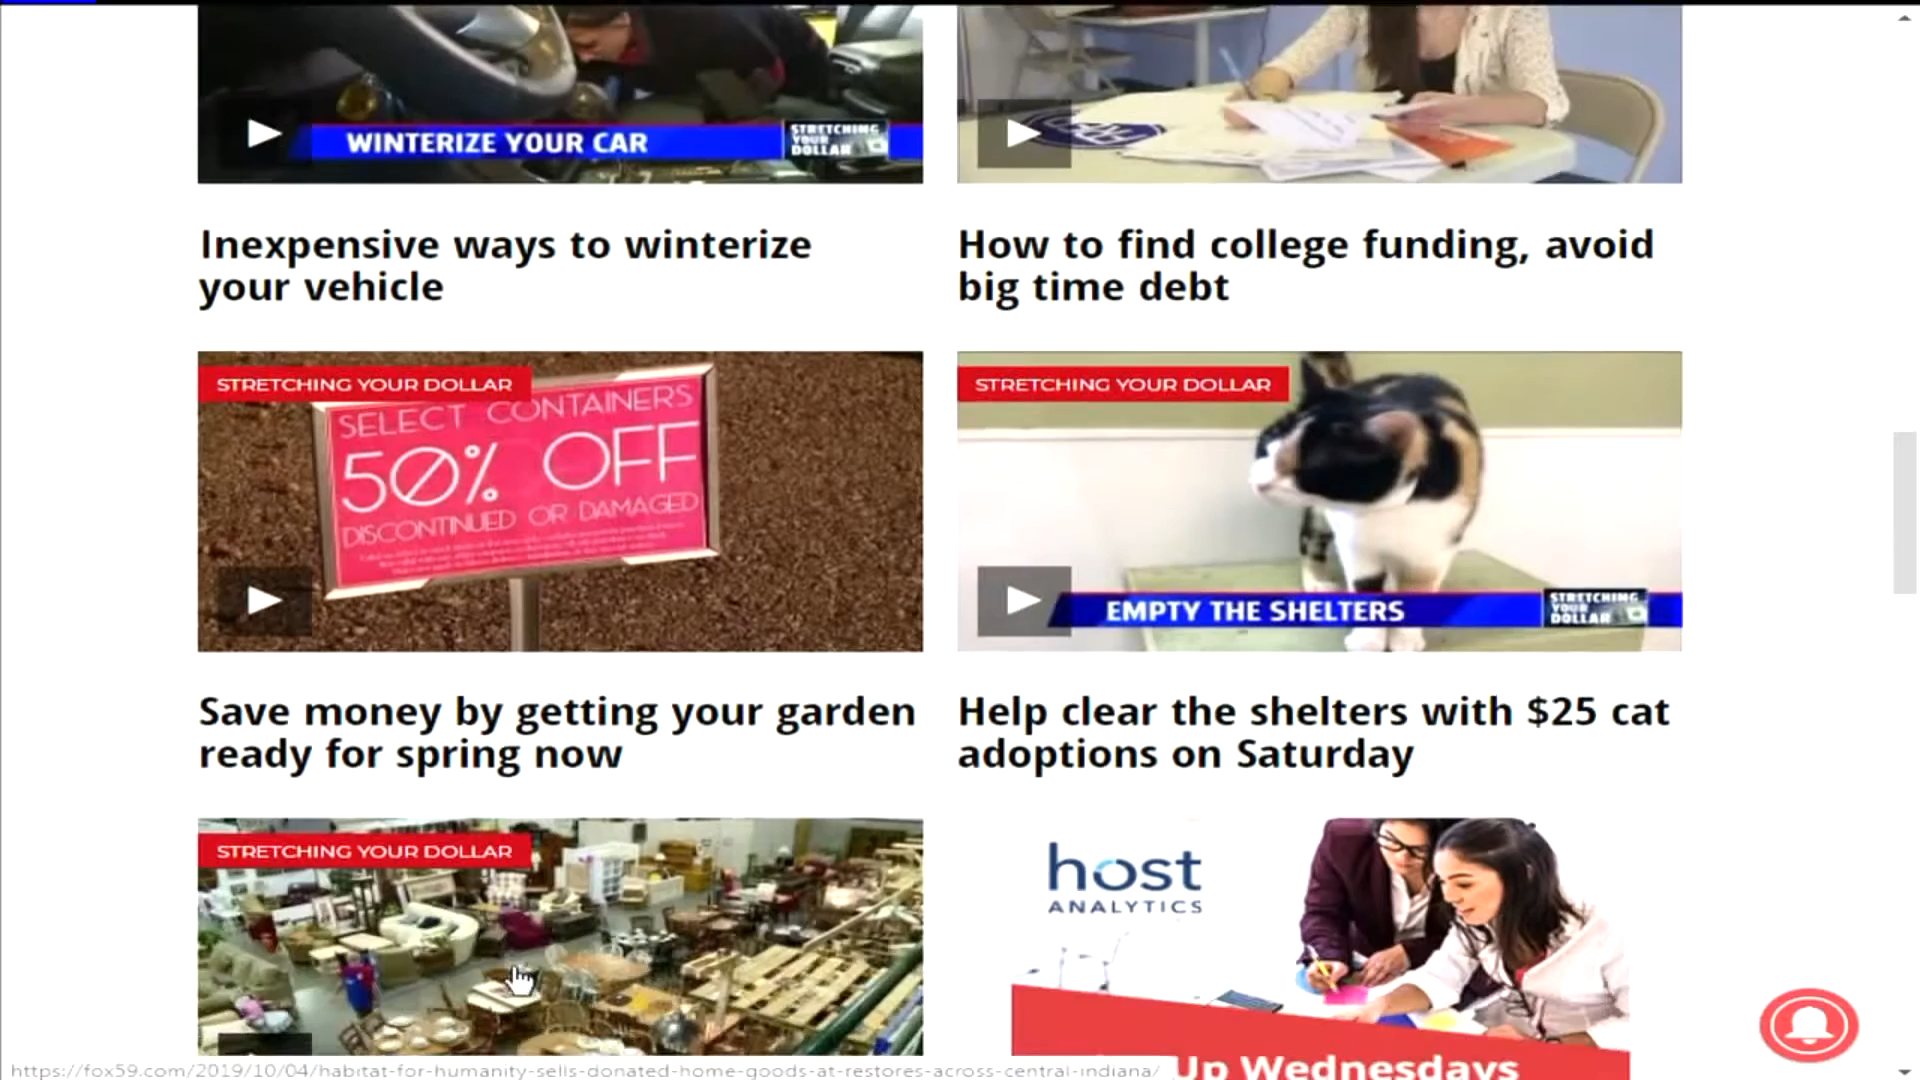 WINTERIZE YOUR CAR
STRETCHING
YOUR
DOLLAR
Inexpensive ways to winterize
your vehicle
How to find college funding, avoid
big time debt
STRETCHING YOUR DOLLAR
SELECT CONTAINERS
50% OFF
DISCONTINUED OR DAMAGED
STRETCHING YOUR DOLLAR
EMPTY THE SHELTERS
STRETCHING
YOUR
DOLLAR
Save money by getting your garden
ready for spring now
Help clear the shelters with $25 cat
adoptions on Saturday
STRETCHING YOUR DOLLAR
host
ANALYTICS
Up Wednesdays
https://fox59.com/2019/10/04/habitat-for-humanity-sells-donated-home-goods-at-restores-across-central-indiana/